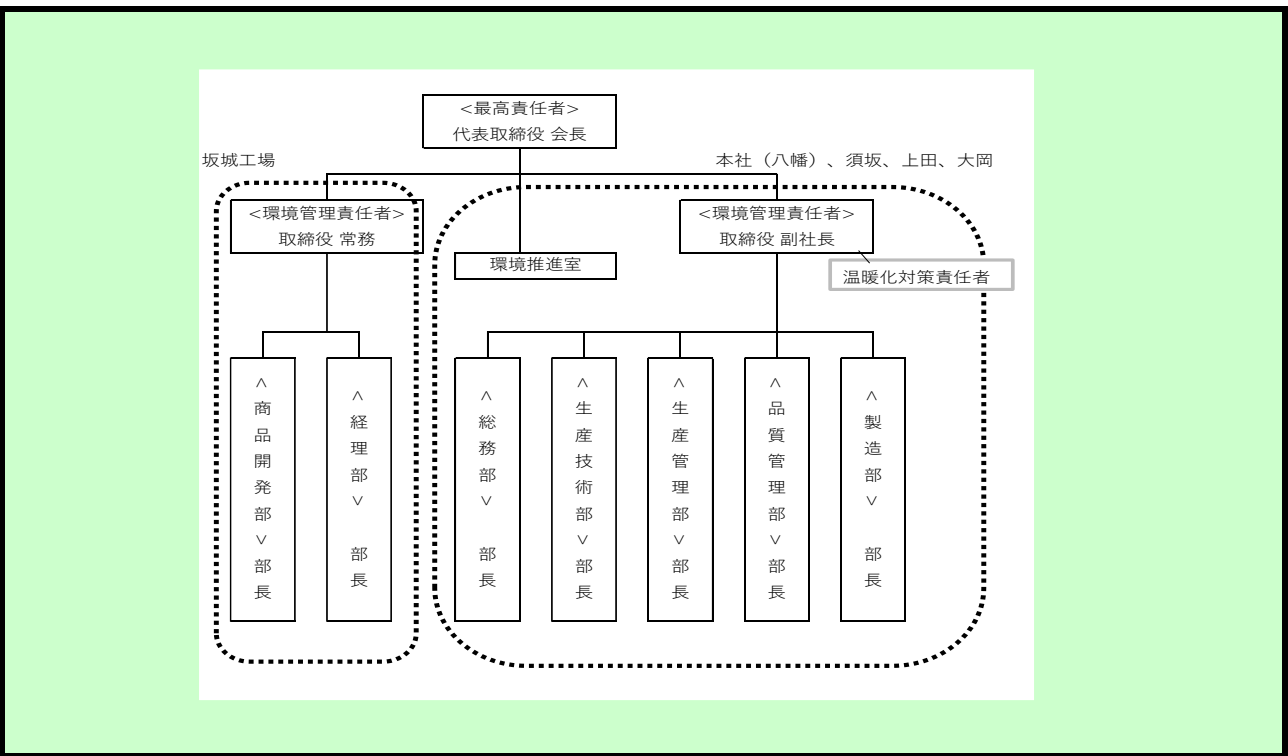 <最高責任者>
代表取締役 会長
坂城工場
本社（八幡）、須坂、上田、大岡
<環境管理責任者>
取締役 常務
<環境管理責任者>
取締役 副社長
環境推進室
温暖化対策責任者
<商品開発部>部長
<経理部> 部長
<総務部> 部長
<生産技術部>部長
<生産管理部>部長
<品質管理部>部長
<製造部> 部長